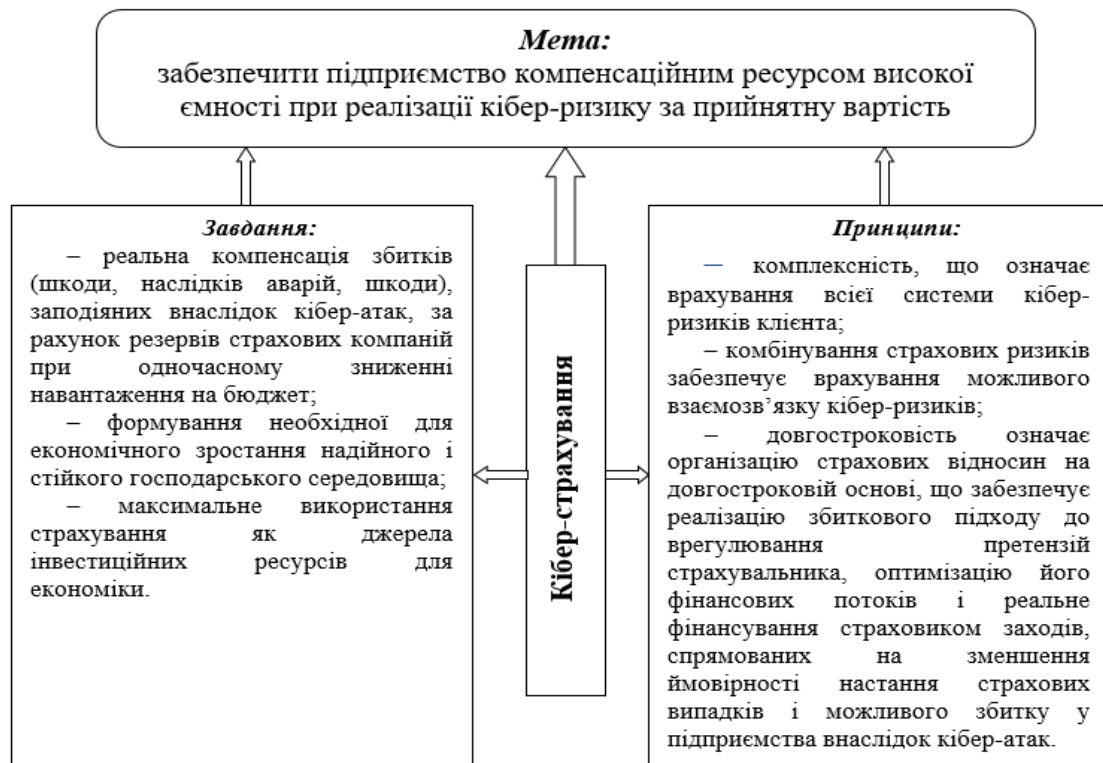 Мета:
забезпечити підприємство компенсаційним ресурсом високої
ємності при реалізації кібер-ризику за прийнятну вартість
Завдання:
– реальна компенсація збитків
(шкоди, наслідків аварій, шкоди),
заподіяних внаслідок кібер-атак, за
рахунок резервів страхових компаній
при одночасному зниженні
навантаження на бюджет;
– формування необхідної для
економічного зростання надійного і
стійкого господарського середовища;
– максимальне використання
страхування як джерела
інвестиційних ресурсів для
економіки.
Кібер-страхування
Принципи:
– комплексність, що означає
врахування всієї системи кібер-
ризиків клієнта;
– комбінування страхових ризиків
забезпечує врахування можливого
взаємозв’язку кібер-ризиків;
– довгостроковість означає
організацію страхових відносин на
довгостроковій основі, що забезпечує
реалізацію збиткового підходу до
врегулювання претензій
страхувальника, оптимізацію його
фінансових потоків і реальне
фінансування страховиком заходів,
спрямованих на зменшення
ймовірності настання страхових
випадків і можливого збитку у
підприємства внаслідок кібер-атак.